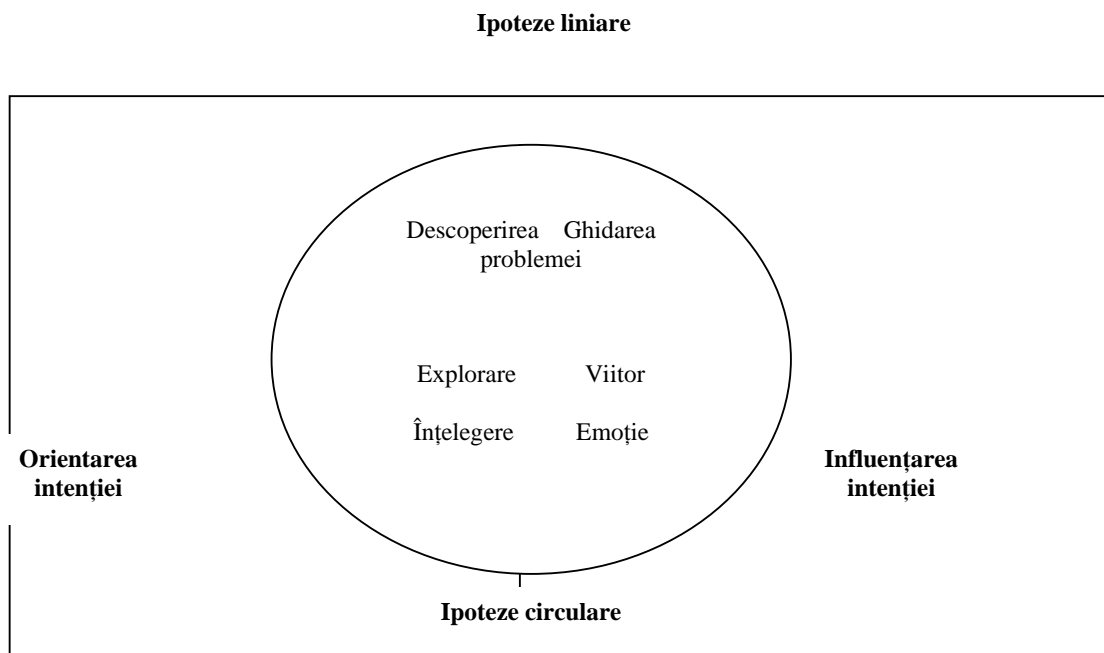 Ipoteze liniare
Descoperirea Ghidarea
problemei
Explorare Viitor
Înțelegere Emoție
Orientarea
intenției
Influențarea
intenției
Ipoteze circulare